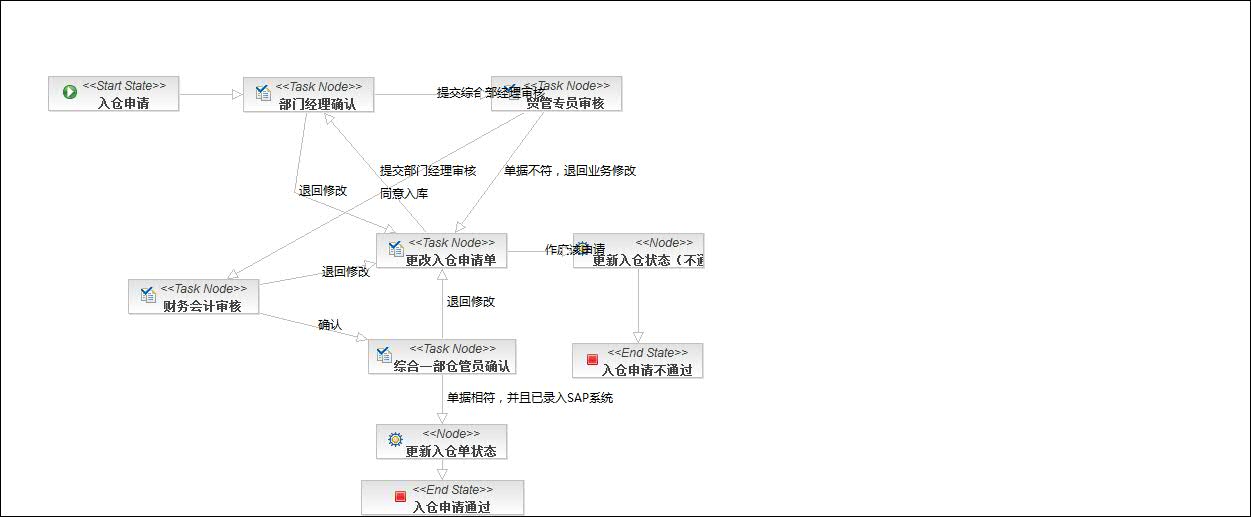 <<Start State>>
入仓申请
<<Task Node>>
部门经理确认
提交综合部经理审核
<<Task Node>>
贸管专员审核
提交部门经理审核
单据不符，退回业务修改
退回修改
同意入库
<<Task Node>>
更改入仓申请单
作废该申请
<<Node>>
更新入仓状态（不通
退回修改
<<Task Node>>
财务会计审核
退回修改
确认
<<Task Node>>
综合一部仓管员确认
<<End State>>
入仓申请不通过
单据相符，并且已录入SAP系统
<<Node>>
更新入仓单状态
<<End State>>
入仓申请通过